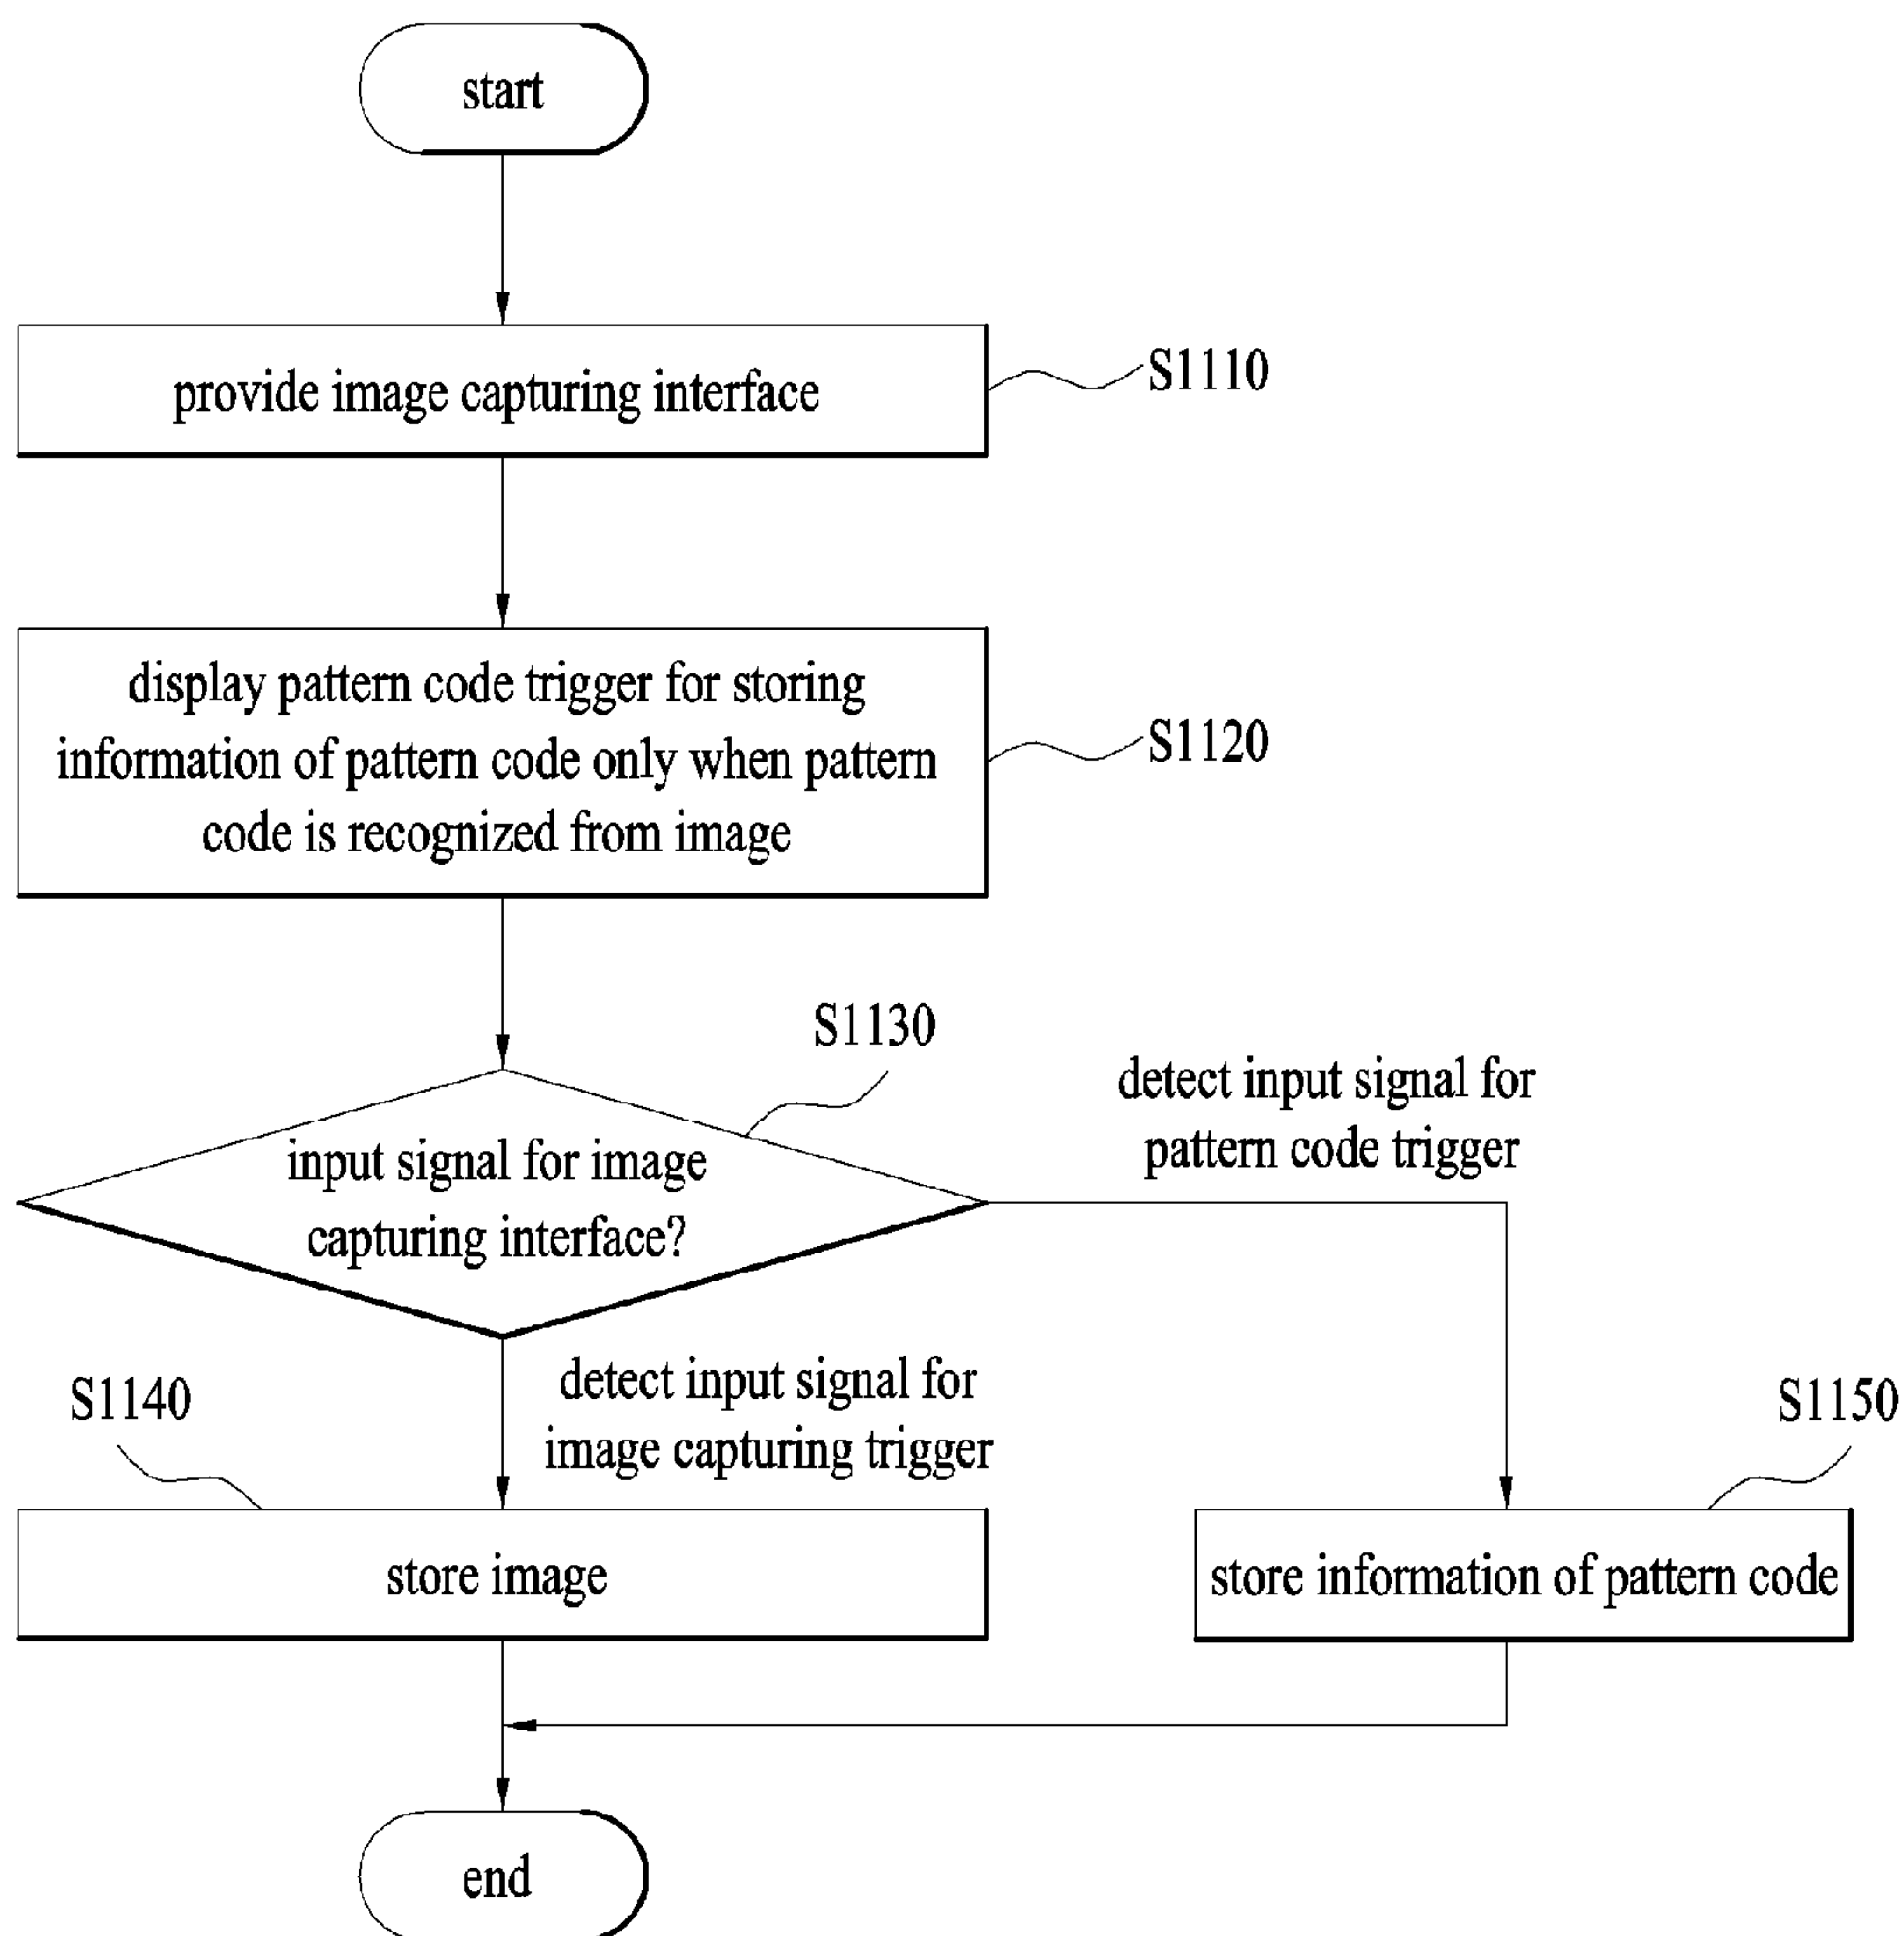 start
provide image capturing interface
S1110
display pattern code trigger for storing
information of pattern code only when pattern
code is recognized from image
S1120
S1130
input signal for image
capturing interface?
detect input signal for
pattern code trigger
detect input signal for
image capturing trigger
S1140
store image
S1150
store information of pattern code
end